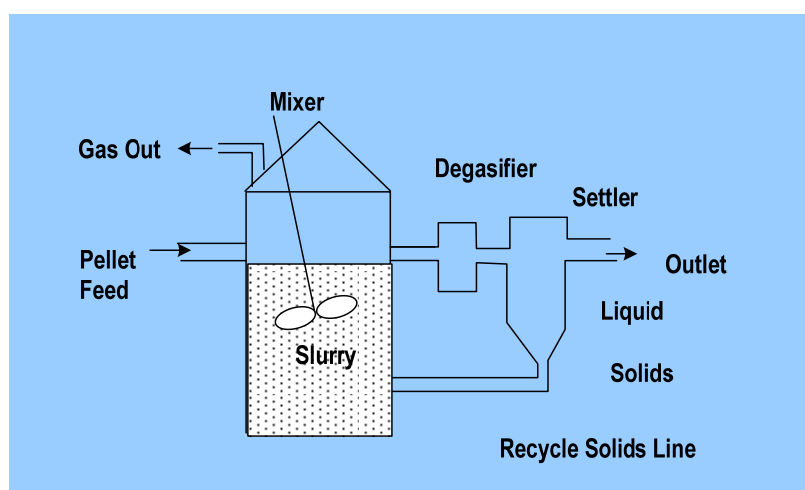 Mixer
Gas Out
Degasifier
Settler
Pellet
Feed
Outlet
Liquid
Slurry
Solids
Recycle Solids Line